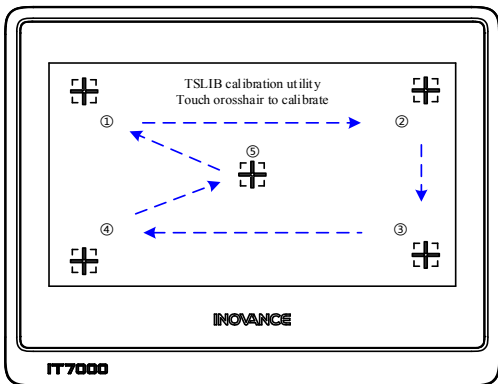 TSLIB calibration utility
Touch orosshair to calibrate
① ②
⑤
④ ③
INOVANCE
IT7000